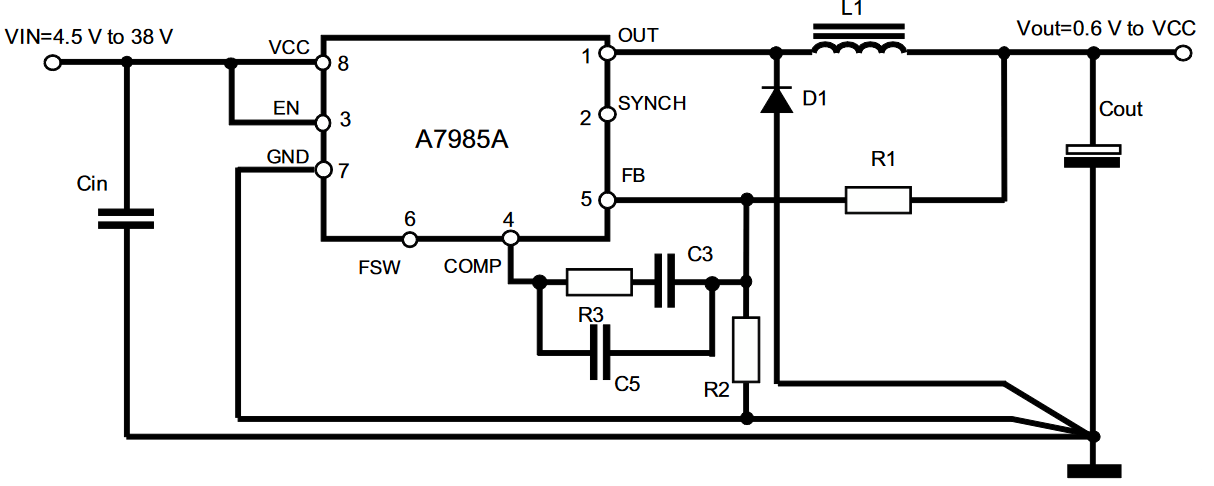 L1
VIN=4.5 V to 38 V
VCC
8
OUT
1
Vout=0.6 V to VCC
EN
3
A7985A
SYNCH
2
D1
Cout
GND
7
FB
5
R1
Cin
6
4
FSW
COMP
C3
R3
C5
R2